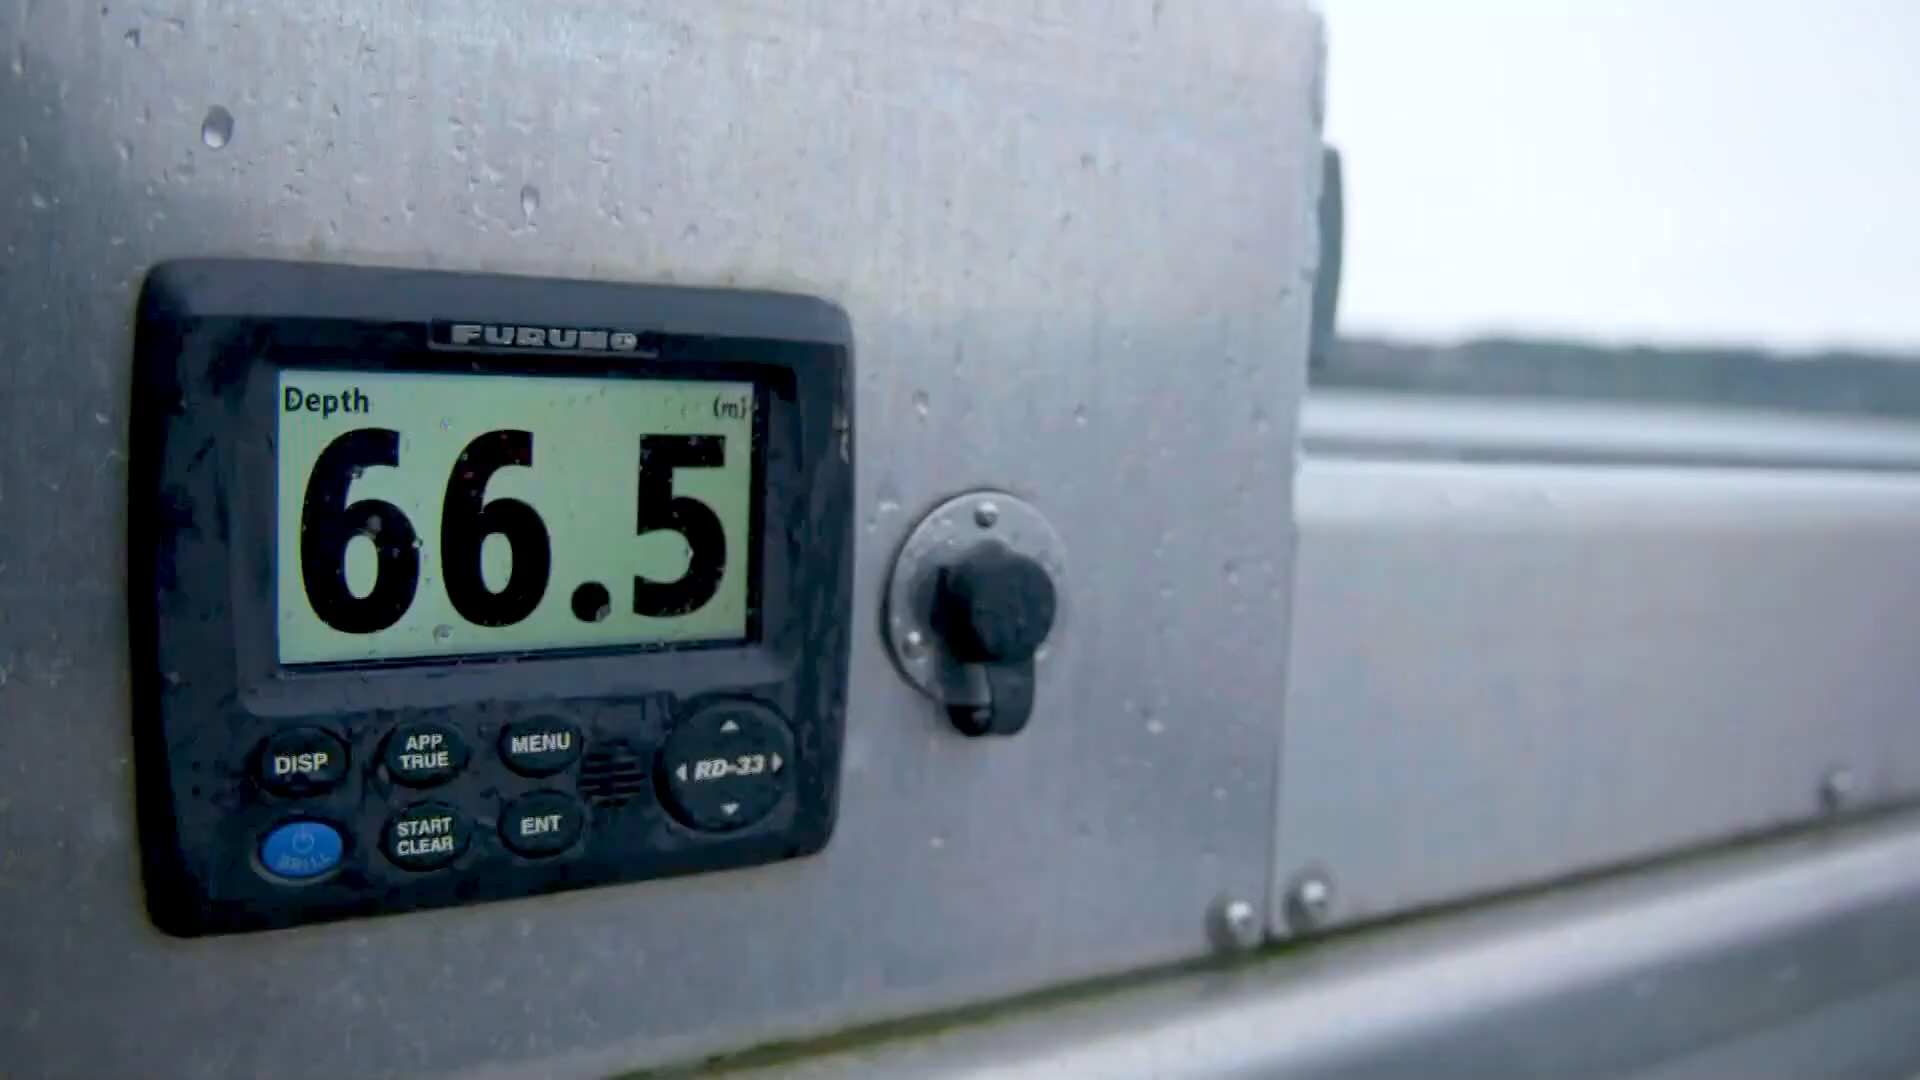 FURUNO
Depth (m)
66.5
DISP
APP
TRUE
MENU
RD-33
BRILL
START
CLEAR
ENT